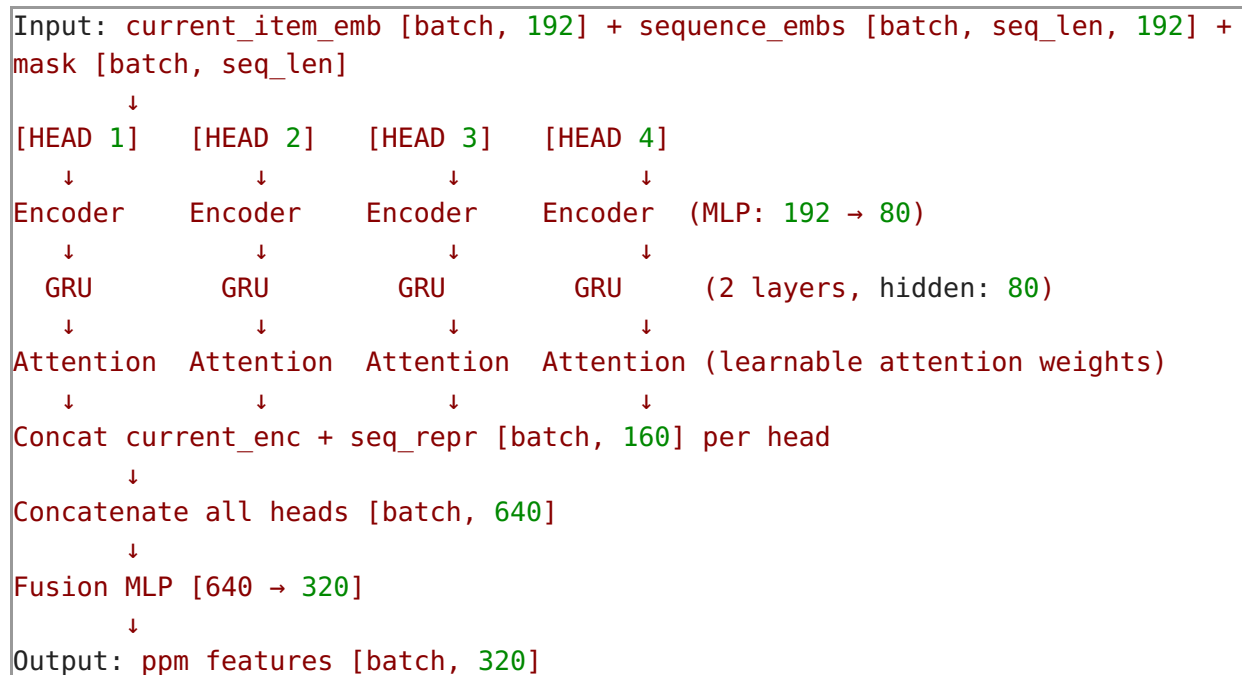 Input: current_item_emb [batch, 192] + sequence_embs [batch, seq_len, 192] +
mask [batch, seq_len]
↓
[HEAD 1] [HEAD 2] [HEAD 3] [HEAD 4]
↓ ↓ ↓ ↓
Encoder Encoder Encoder Encoder (MLP: 192 → 80)
↓ ↓ ↓ ↓
GRU GRU GRU GRU (2 layers, hidden: 80)
↓ ↓ ↓ ↓
Attention Attention Attention Attention (learnable attention weights)
↓ ↓ ↓ ↓
Concat current_enc + seq_repr [batch, 160] per head
↓
Concatenate all heads [batch, 640]
↓
Fusion MLP [640 → 320]
↓
Output: ppm features [batch, 320]